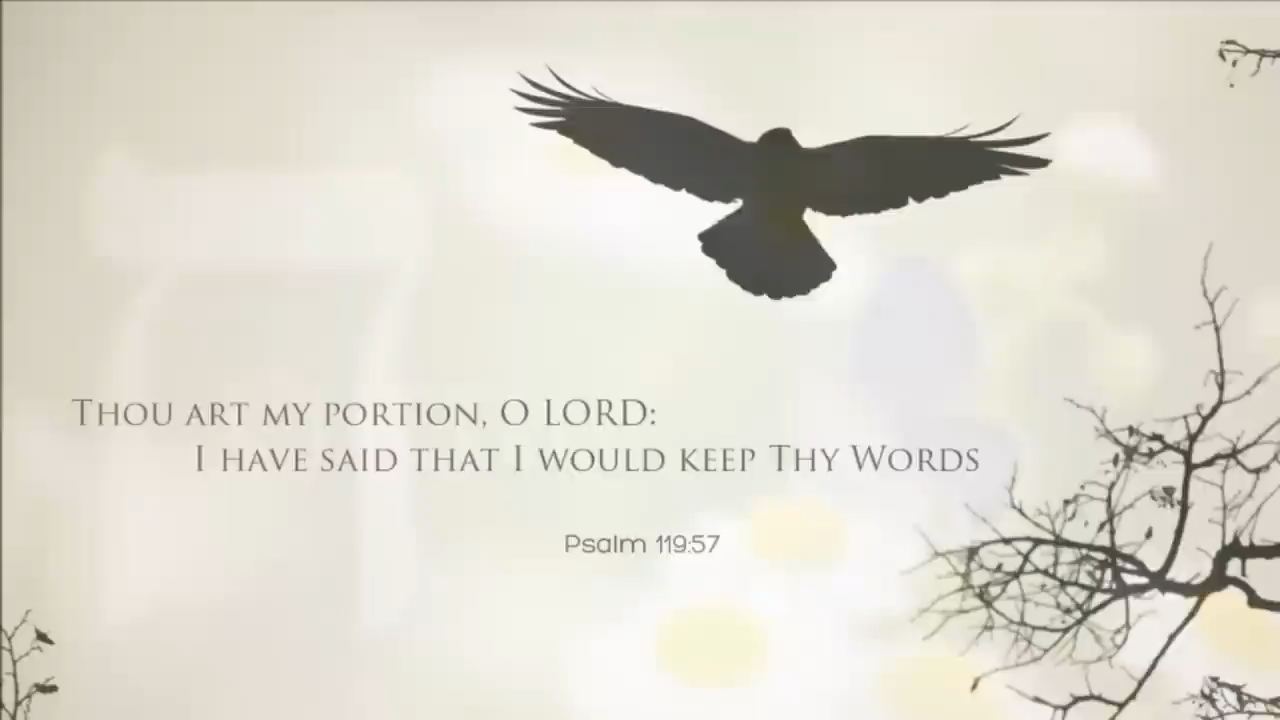 Thou art my portion, O LORD:
I have said that I would keep Thy Words
Psalm 119:57